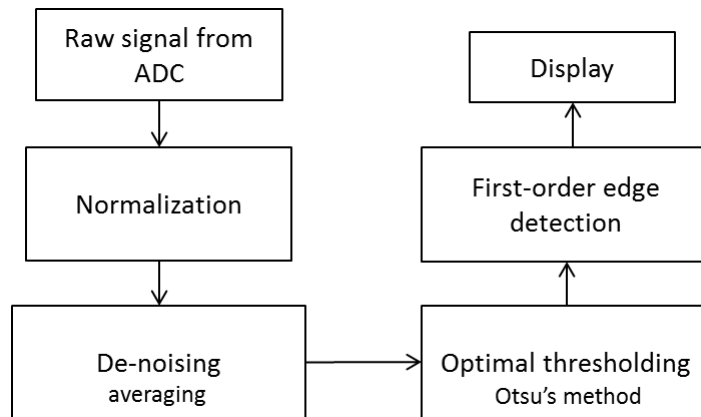 Raw signal from
ADC
Normalization
De-noising
averaging
Optimal thresholding
Otsu's method
First-order edge
detection
Display